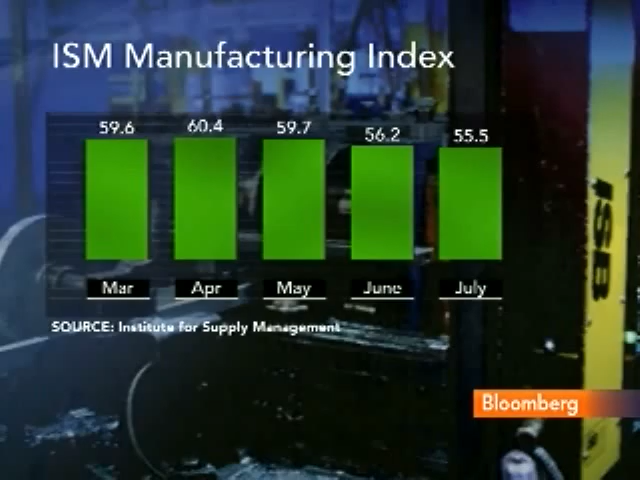 ISM Manufacturing Index
59.6 60.4 59.7 56.2 55.5
Mar Apr May June July
SOURCE: Institute for Supply Management
ISB
Bloomberg